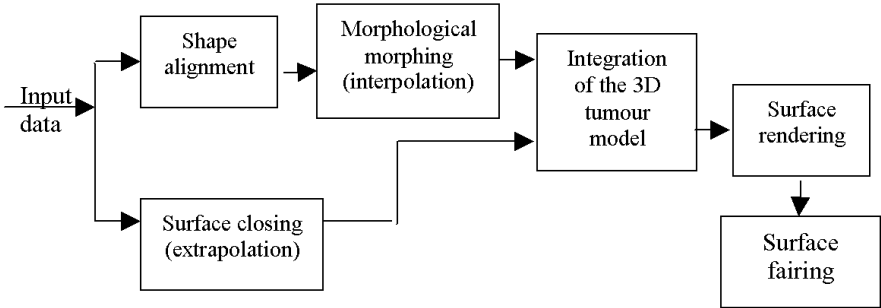 Input
data
Shape
alignment
Morphological
morphing
(interpolation)
Surface closing
(extrapolation)
Integration
of the 3D
tumour
model
Surface
rendering
Surface
fairing